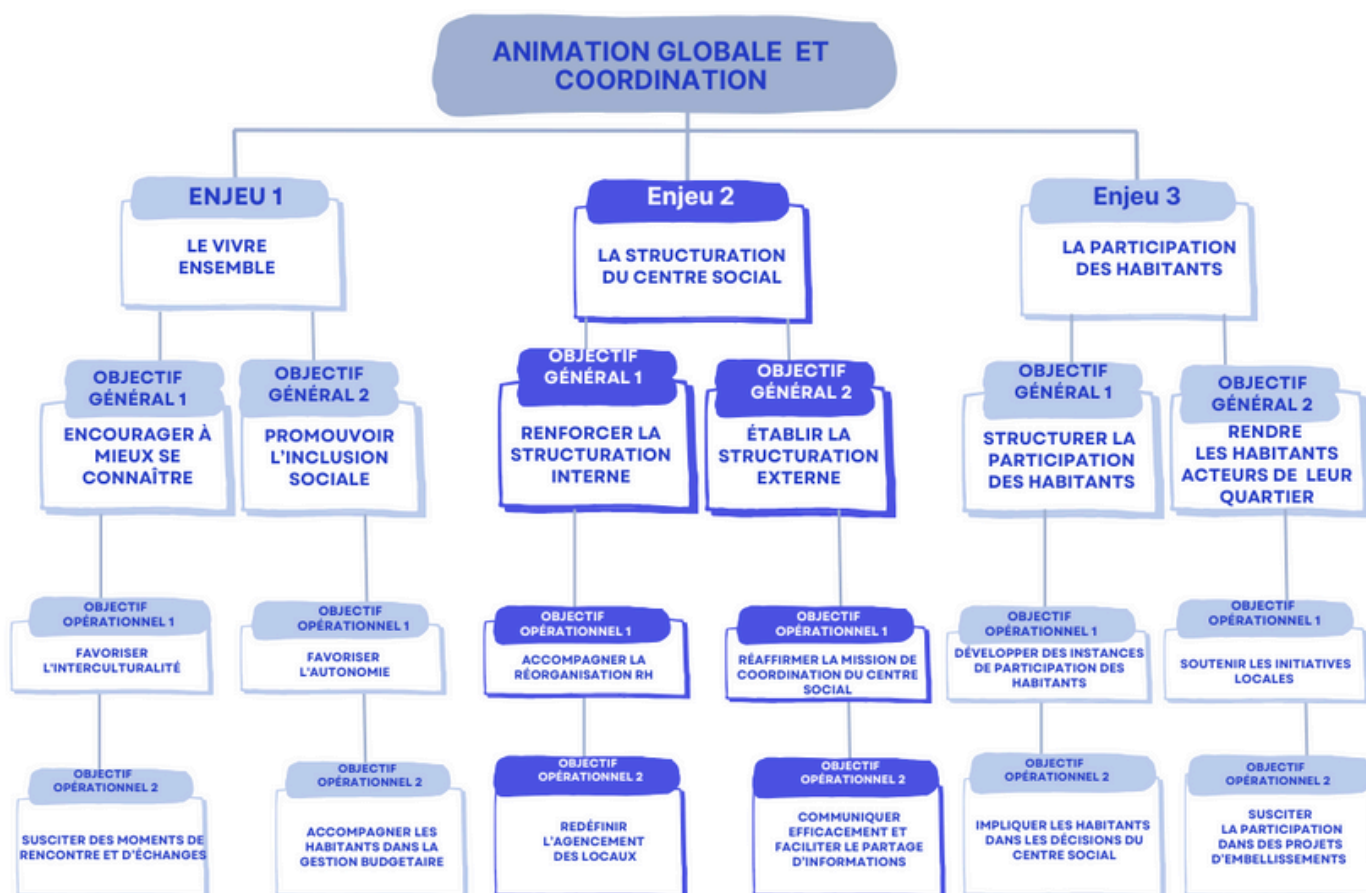 ANIMATION GLOBALE ET
COORDINATION
ENJEU 1
LE VIVRE
ENSEMBLE
OBJECTIF
GÉNÉRAL 1
ENCOURAGER À
MIEUX SE
CONNAÎTRE
OBJECTIF
OPÉRATIONNEL 1
FAVORISER
L'INTERCULTURALITÉ
OBJECTIF
OPÉRATIONNEL 2
SUSCITER DES MOMENTS DE
RENCONTRE ET D'ÉCHANGES
OBJECTIF
GÉNÉRAL 2
PROMOUVOIR
L'INCLUSION
SOCIALE
OBJECTIF
OPÉRATIONNEL 1
FAVORISER
L'AUTONOMIE
OBJECTIF
OPÉRATIONNEL 2
ACCOMPAGNER LES
HABITANTS DANS LA
GESTION BUDGETAIRE
Enjeu 2
LA STRUCTURATION
DU CENTRE SOCIAL
OBJECTIF
GÉNÉRAL 1
RENFORCER LA
STRUCTURATION
INTERNE
OBJECTIF
OPÉRATIONNEL 1
ACCOMPAGNER LA
RÉORGANISATION RH
OBJECTIF
OPÉRATIONNEL 2
REDÉFINIR
L'AGENCEMENT
DES LOCAUX
OBJECTIF
GÉNÉRAL 2
ÉTABLIR LA
STRUCTURATION
EXTERNE
OBJECTIF
OPÉRATIONNEL 1
RÉAFFIRMER LA MISSION DE
COORDINATION DU CENTRE
SOCIAL
OBJECTIF
OPÉRATIONNEL 2
COMMUNIQUER
EFFICACEMENT ET
FACILITER LE PARTAGE
D'INFORMATIONS
Enjeu 3
LA PARTICIPATION
DES HABITANTS
OBJECTIF
GÉNÉRAL 1
STRUCTURER LA
PARTICIPATION
DES HABITANTS
OBJECTIF
OPÉRATIONNEL 1
DÉVELOPPER DES INSTANCES
DE PARTICIPATION DES
HABITANTS
OBJECTIF
OPÉRATIONNEL 2
IMPLIQUER LES HABITANTS
DANS LES DÉCISIONS DU
CENTRE SOCIAL
OBJECTIF
GÉNÉRAL 2
RENDRE
LES HABITANTS
ACTEURS DE LEUR
QUARTIER
OBJECTIF
OPÉRATIONNEL 1
SOUTENIR LES INITIATIVES
LOCALES
OBJECTIF
OPÉRATIONNEL 2
SUSCITER
LA PARTICIPATION
DANS DES PROJETS
D'EMBELLISSEMENTS